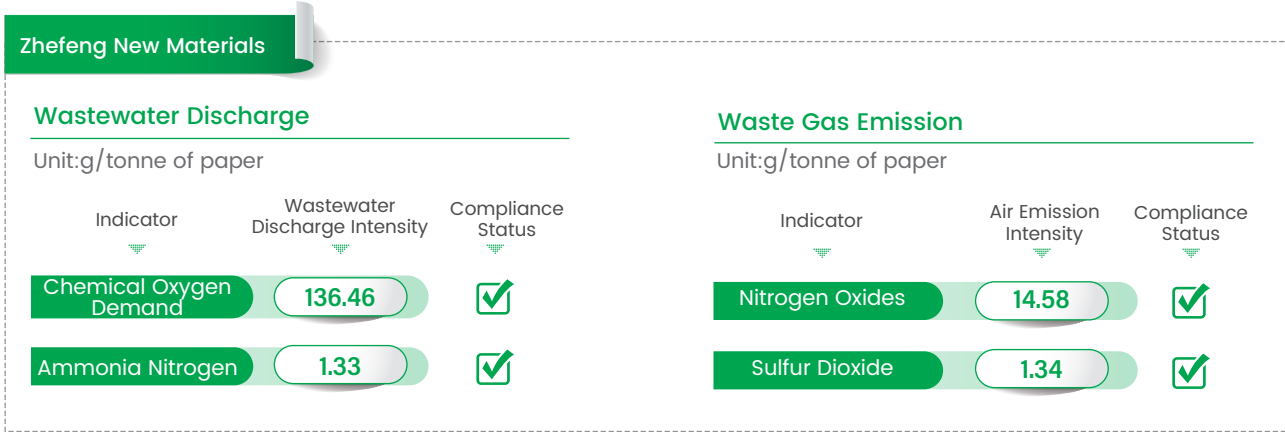 Zhefeng New Materials
Wastewater Discharge
Unit:g/tonne of paper
Indicator
Wastewater
Discharge Intensity
Compliance
Status
Chemical Oxygen
Demand
136.46
Ammonia Nitrogen
1.33
Waste Gas Emission
Unit:g/tonne of paper
Indicator
Air Emission
Intensity
Compliance
Status
Nitrogen Oxides
14.58
Sulfur Dioxide
1.34